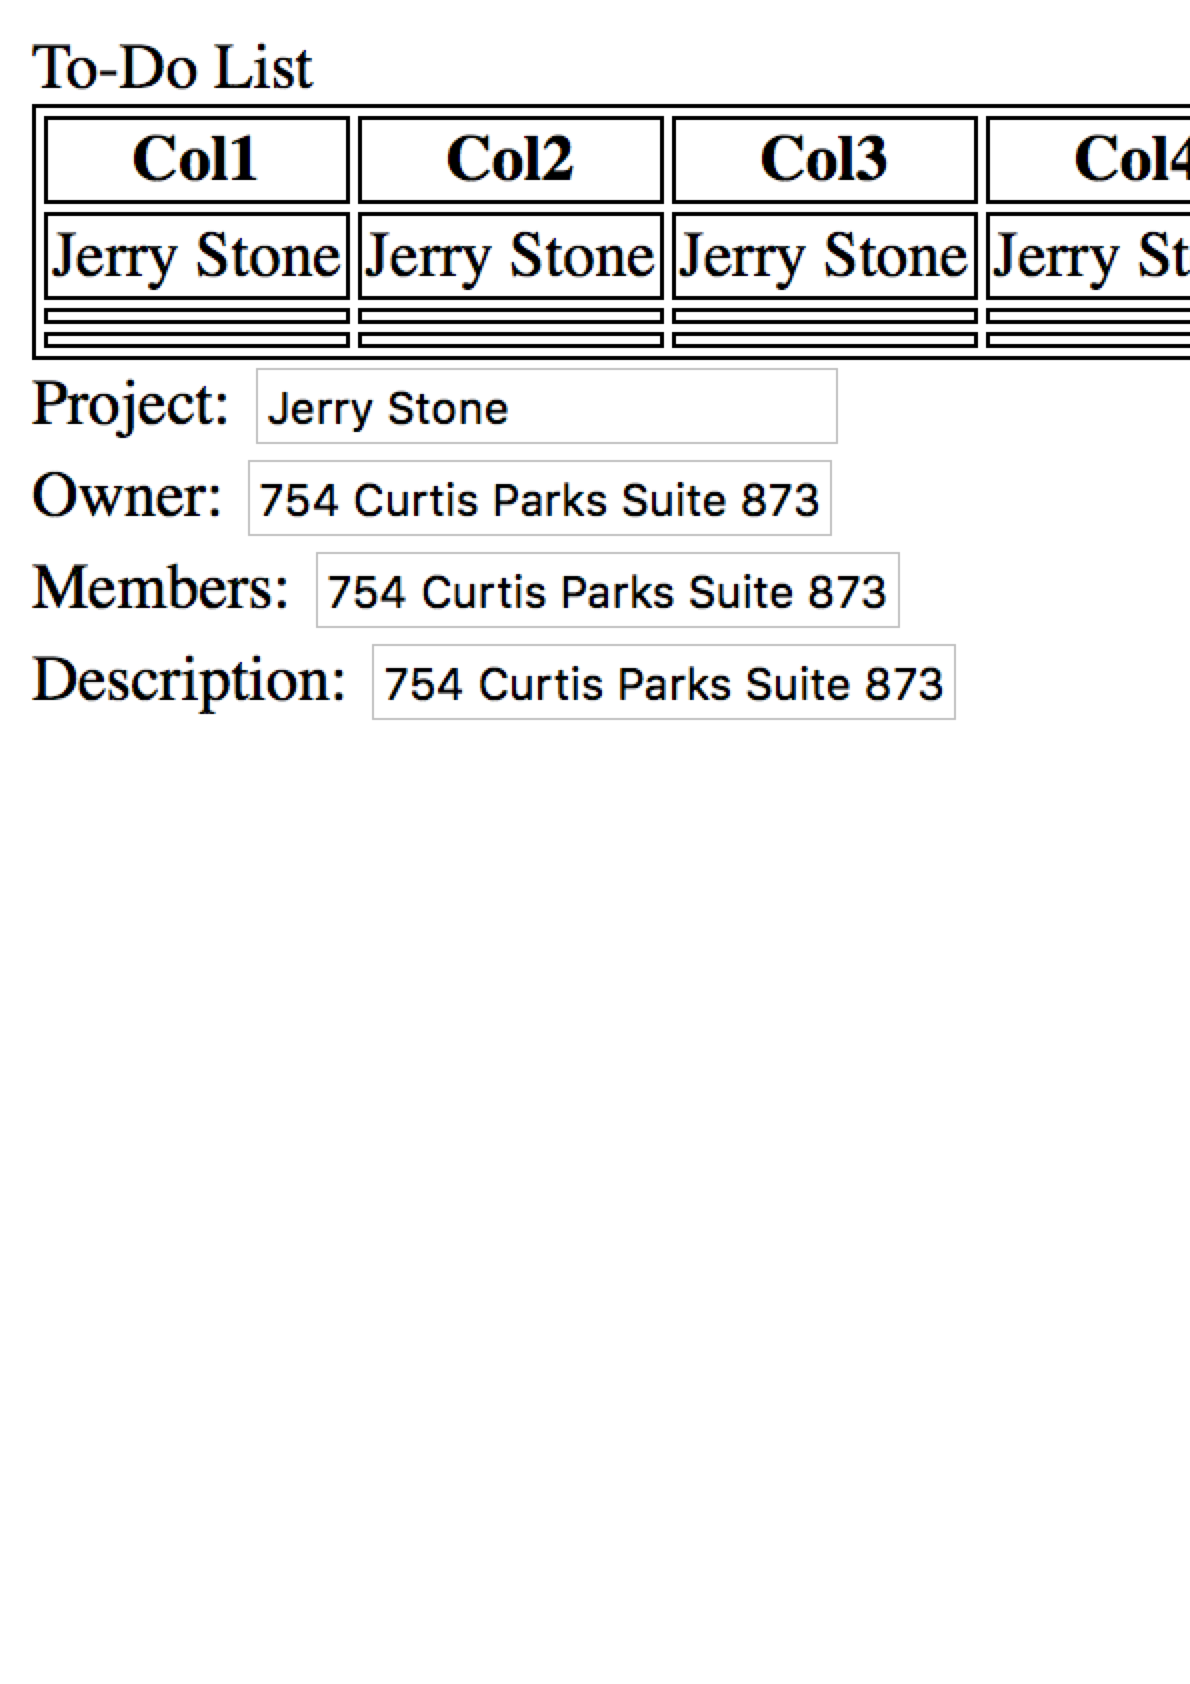 To-Do List
Col1 Col2 Col3 Col4
Jerry Stone Jerry Stone Jerry Stone Jerry St
Project: Jerry Stone
Owner: 754 Curtis Parks Suite 873
Members: 754 Curtis Parks Suite 873
Description: 754 Curtis Parks Suite 873